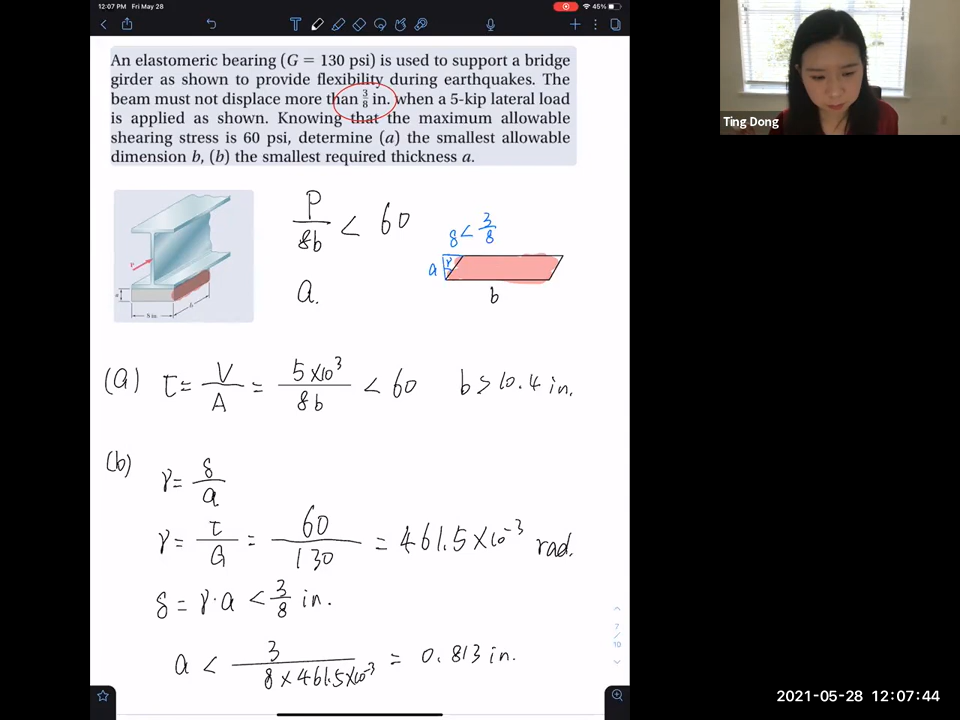 12:07 PM Fri May 28
45%
An elastomeric bearing (G = 130 psi) is used to support a bridge
girder as shown to provide flexibility during earthquakes. The
beam must not displace more than 3/8 in. when a 5-kip lateral load
is applied as shown. Knowing that the maximum allowable
shearing stress is 60 psi, determine (a) the smallest allowable
dimension b, (b) the smallest required thickness a.
P
a
8 in.
b
P/8b < 60
a.
δ < 3/8
a
γ
b
(a) τ = V/A = 5×10³/8b < 60 b > 10.4 in.
(b)
γ = δ/a
γ = τ/G = 60/130 = 461.5×10⁻³ rad.
δ = γ·a < 3/8 in.
a < 3/8×461.5×10⁻³ = 0.813 in.
7
/
10
Ting Dong
2021-05-28 12:07:44